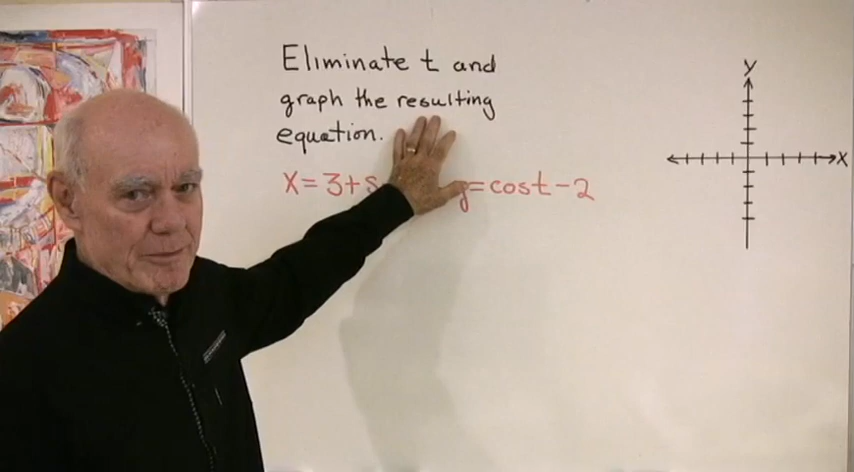 Eliminate t and
graph the resulting
equation.
x = 3 + s y = cost - 2
y
x